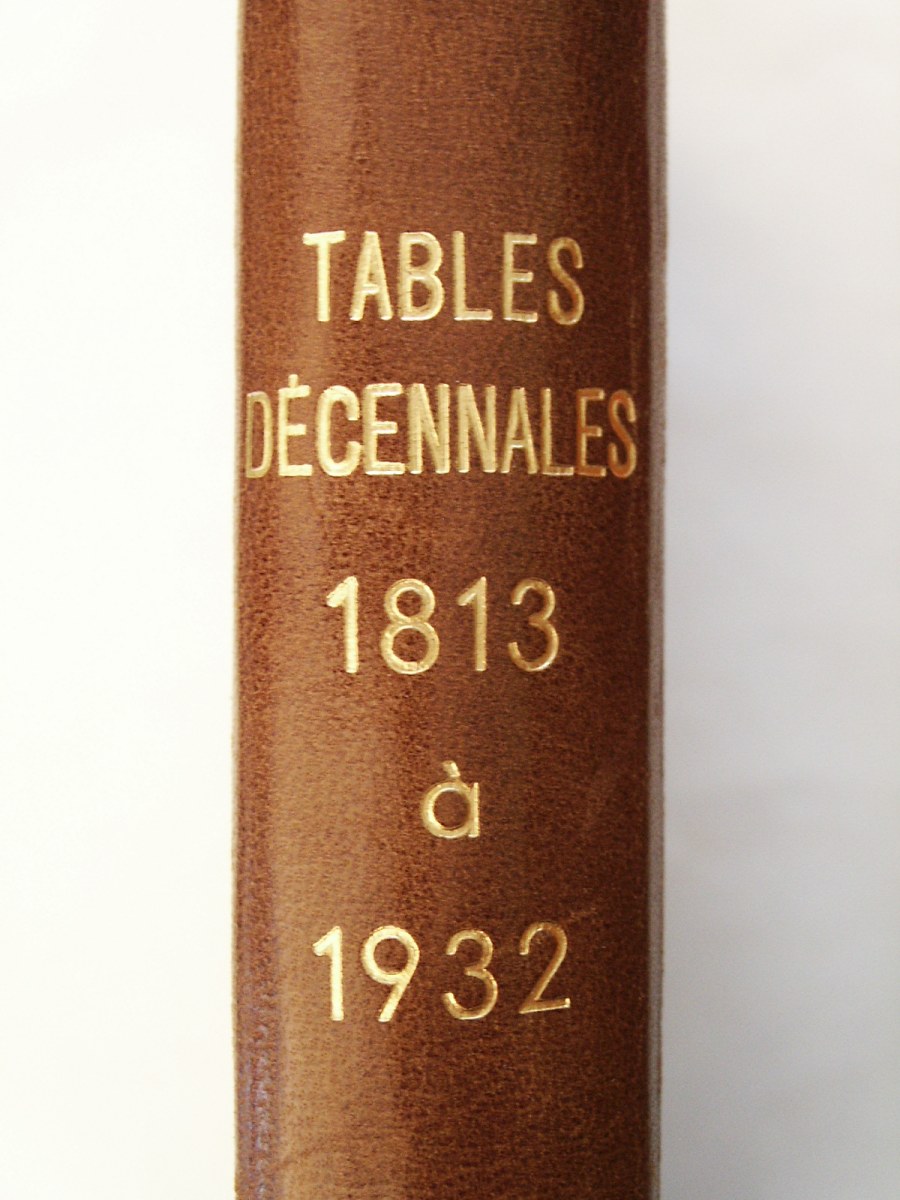 TABLES
DÉCENNALES
1813
à
1932